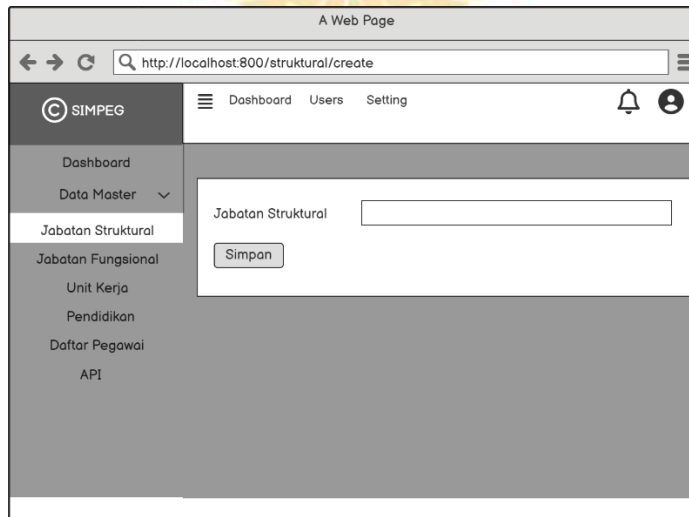 A Web Page
http://localhost:800/struktural/create
© SIMPEG
Dashboard Users Setting
Dashboard
Data Master
Jabatan Struktural
Jabatan Fungsional
Unit Kerja
Pendidikan
Daftar Pegawai
API
Jabatan Struktural
Simpan